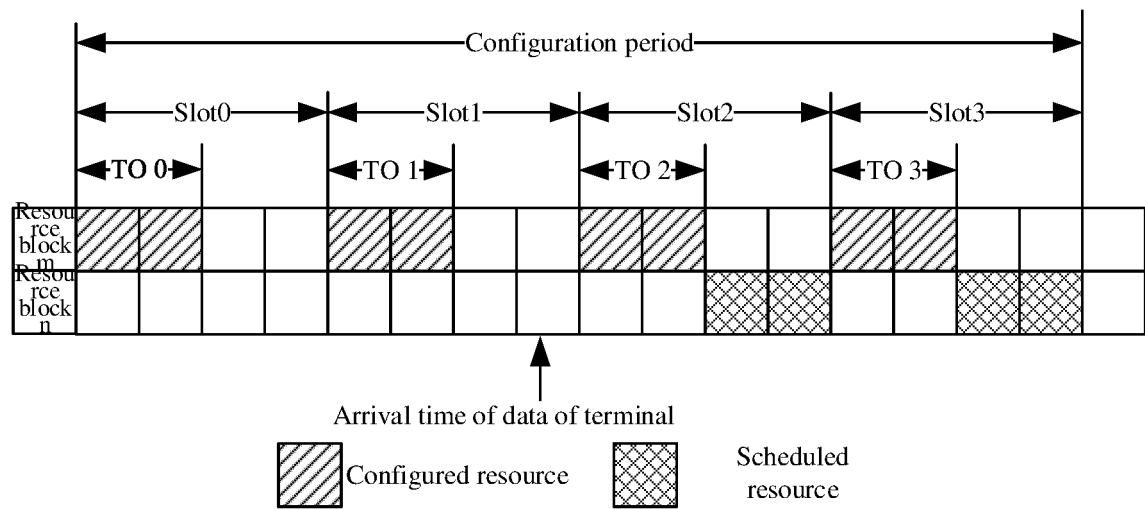 Configuration period
Slot0 Slot1 Slot2 Slot3
TO 0 TO 1 TO 2 TO 3
Resou
rce
block
m
Resou
rce
block
n
Arrival time of data of terminal
Configured resource
Scheduled
resource